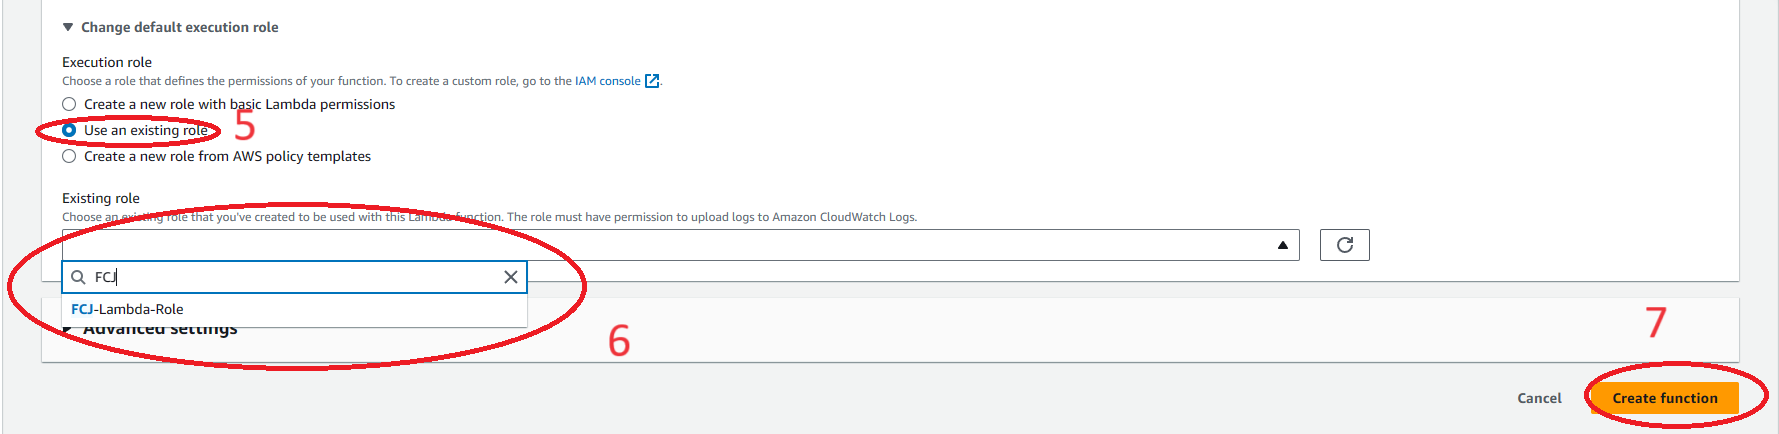 Change default execution role
Execution role
Choose a role that defines the permissions of your function. To create a custom role, go to the IAM console.
Create a new role with basic Lambda permissions
Use an existing role
5
Create a new role from AWS policy templates
Existing role
Choose an existing role that you've created to be used with this Lambda function. The role must have permission to upload logs to Amazon CloudWatch Logs.
FCJ
FCJ-Lambda-Role
Advanced settings
6
7
Cancel
Create function